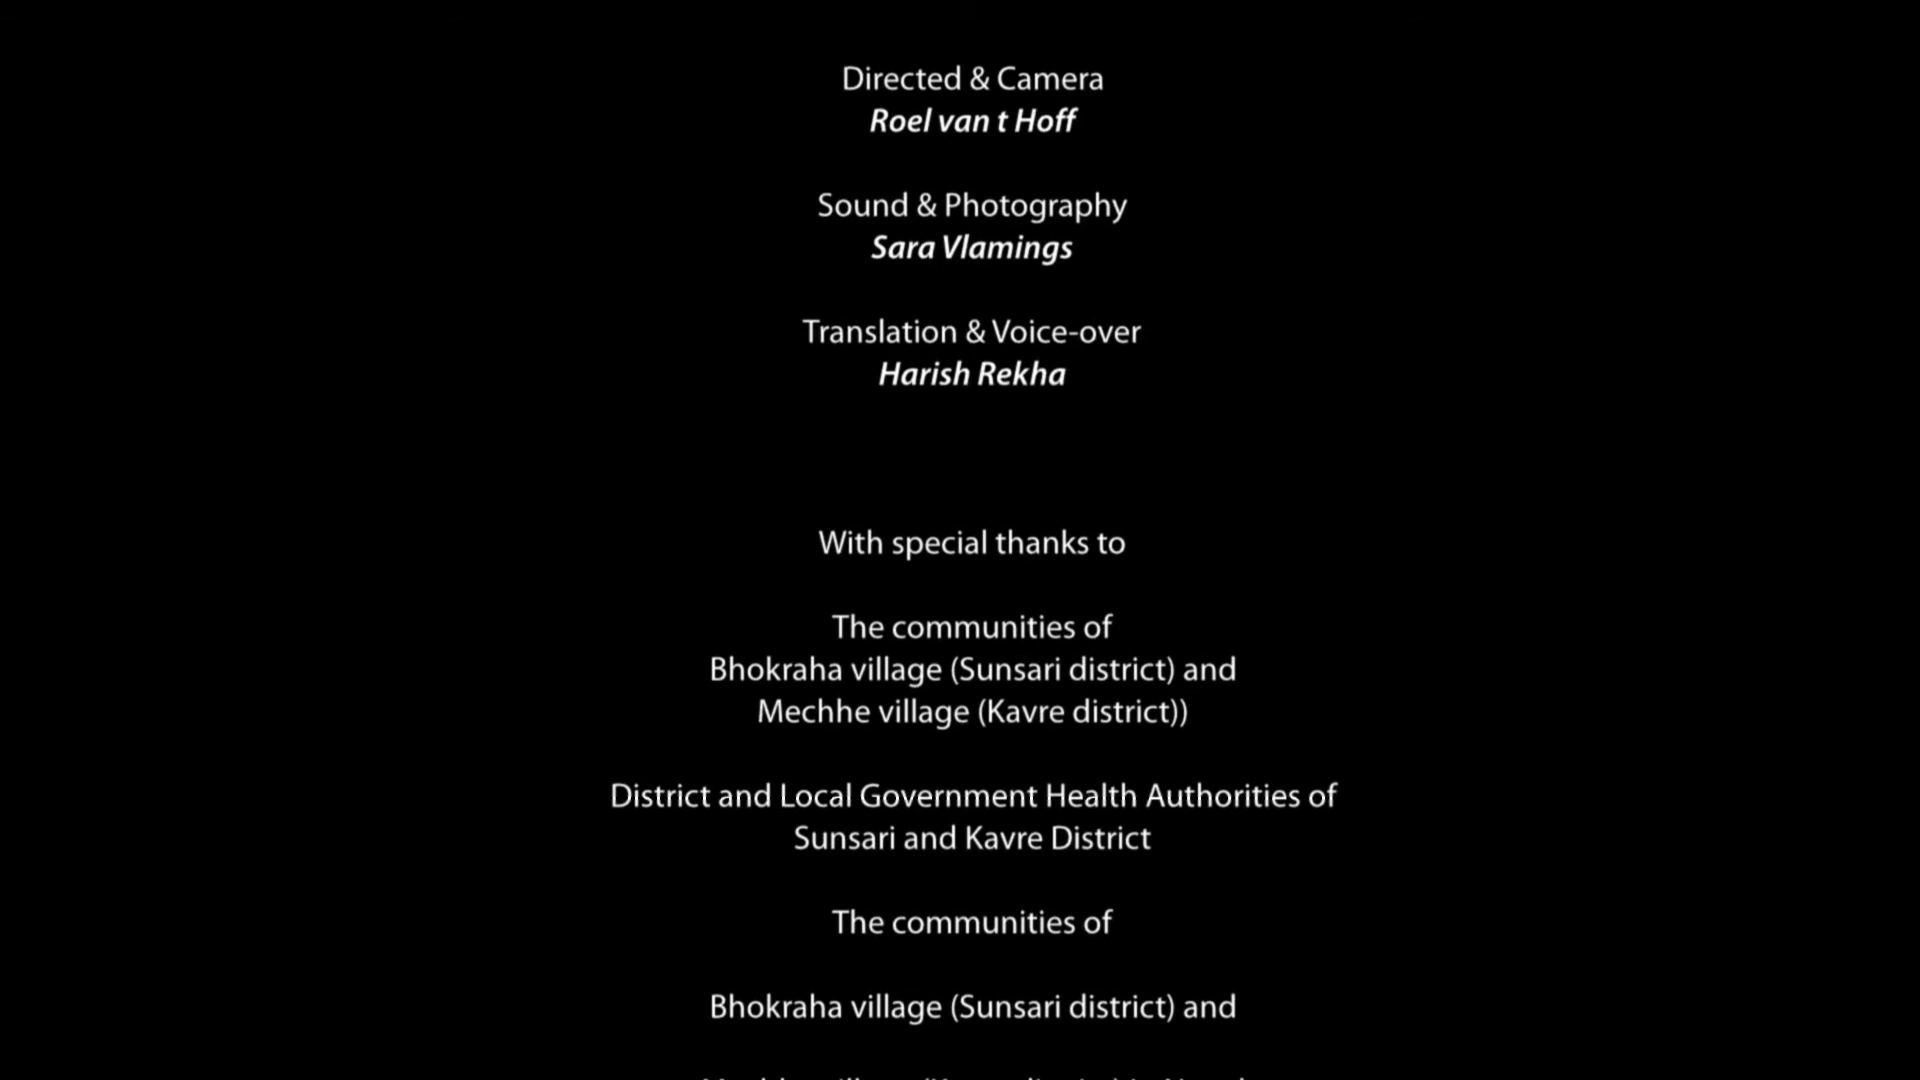 Directed & Camera
Roel van t Hoff
Sound & Photography
Sara Vlamings
Translation & Voice-over
Harish Rekha
With special thanks to
The communities of
Bhokraha village (Sunsari district) and
Mechhe village (Kavre district))
District and Local Government Health Authorities of
Sunsari and Kavre District
The communities of
Bhokraha village (Sunsari district) and